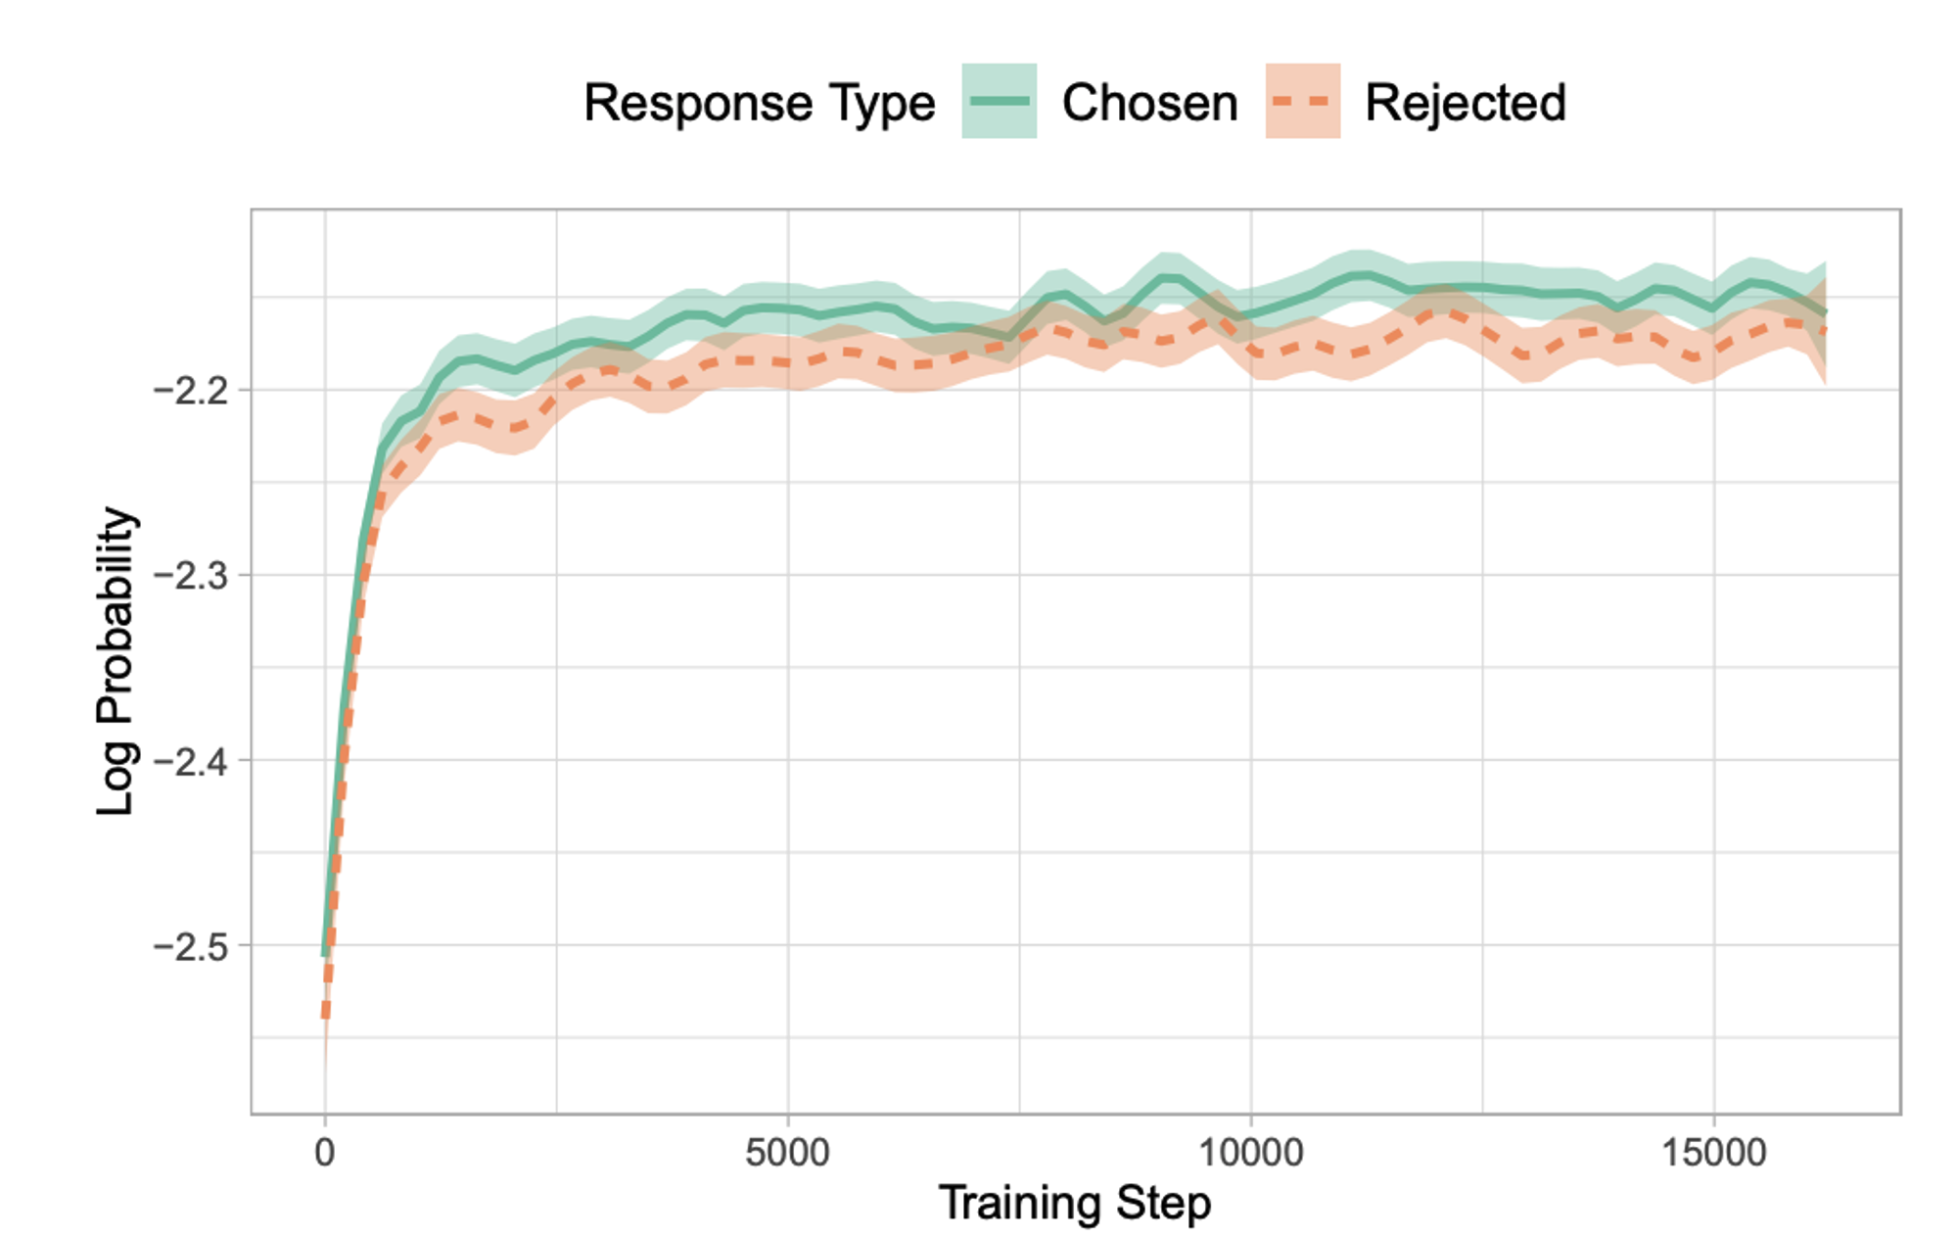 Response Type Chosen Rejected
Log Probability
−2.2
−2.3
−2.4
−2.5
0 5000 10000 15000
Training Step